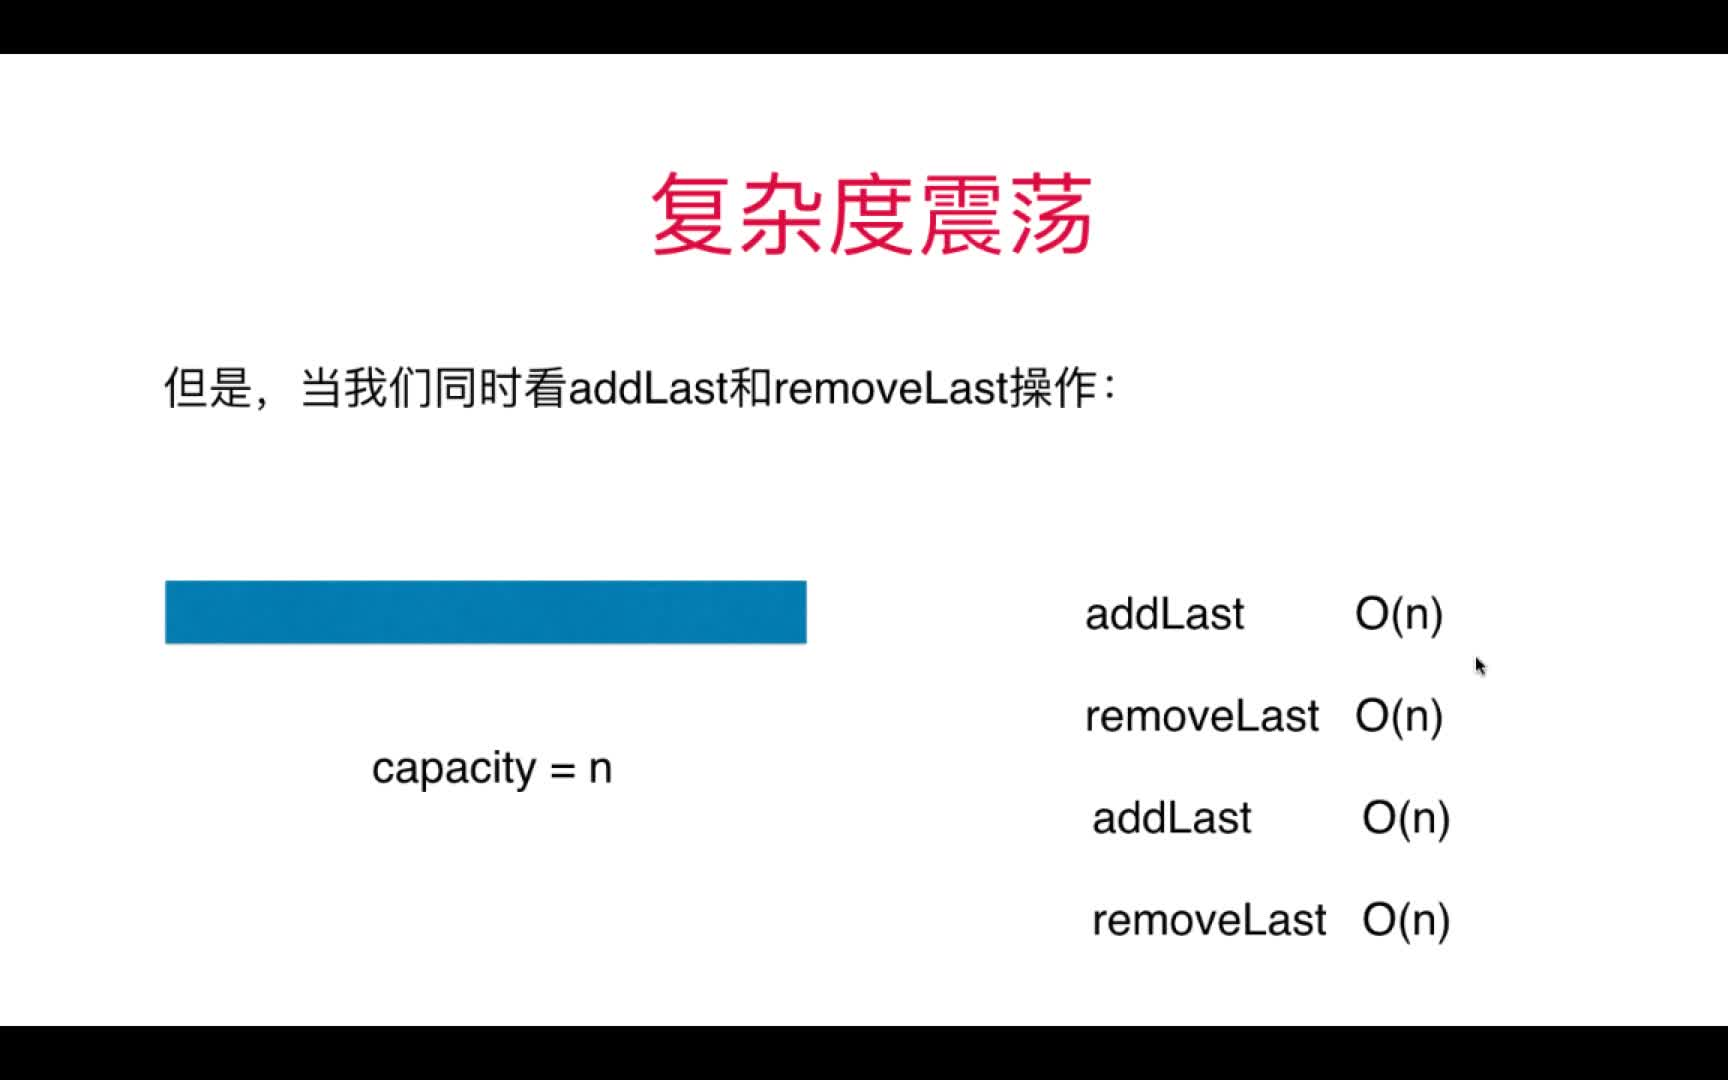 复杂度震荡
但是，当我们同时看addLast和removeLast操作：
addLast O(n)
removeLast O(n)
capacity = n
addLast O(n)
removeLast O(n)